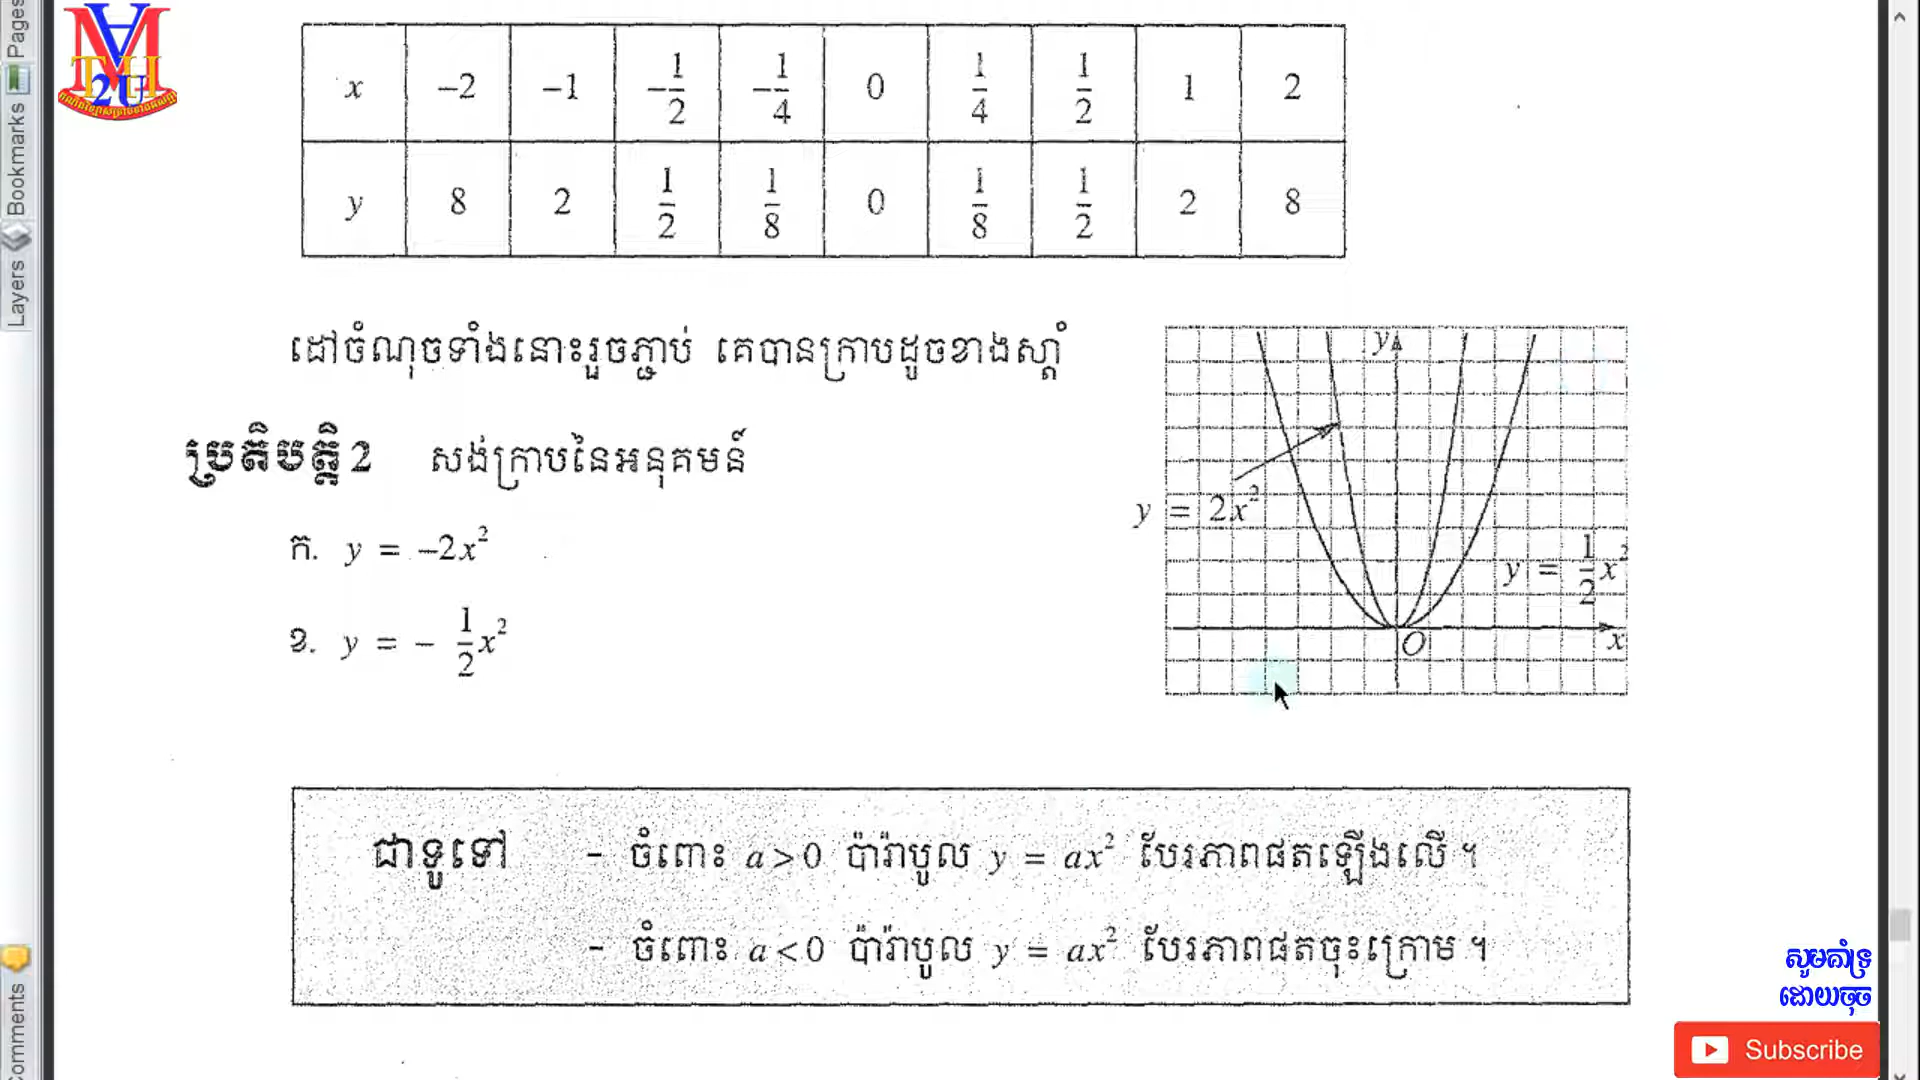 Pages
Bookmarks
Layers
Comments
MATH
2U
x –2 –1 –1/2 –1/4 0 1/4 1/2 1 2
y 8 2 1/2 1/8 0 1/8 1/2 2 8
ដៅចំណុចទាំងនោះរួចភ្ជាប់ គេបានក្រាបដូចខាងស្តាំ
ប្រតិបត្តិ 2 សង់ក្រាបនៃអនុគមន៍
ក. y = –2x²
ខ. y = – 1/2 x²
y
y = 2x²
y = 1/2 x²
O
x
ជាទូទៅ – ចំពោះ a > 0 ប៉ារ៉ាបូល y = ax² បែរភាពផតឡើងលើ ។
– ចំពោះ a < 0 ប៉ារ៉ាបូល y = ax² បែរភាពផតចុះក្រោម ។
សូមគាំទ្រ
ដោយចុច
Subscribe